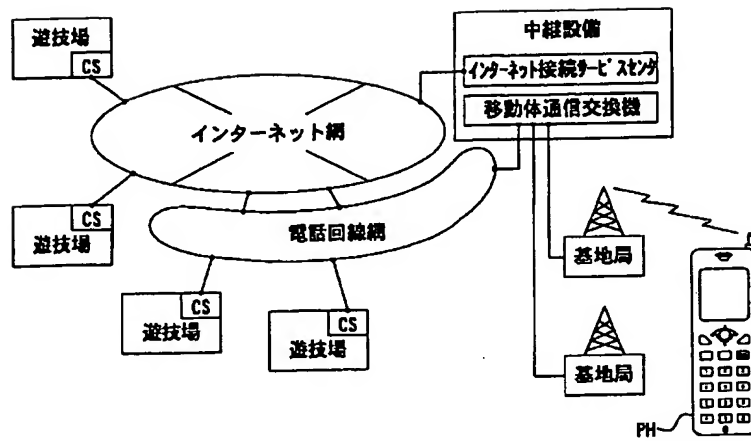 遊技場
CS
中継設備
インターネット接続サービスセンタ
移動体通信交換機
インターネット網
CS
遊技場
電話回線網
基地局
CS
遊技場
CS
遊技場
基地局
PH